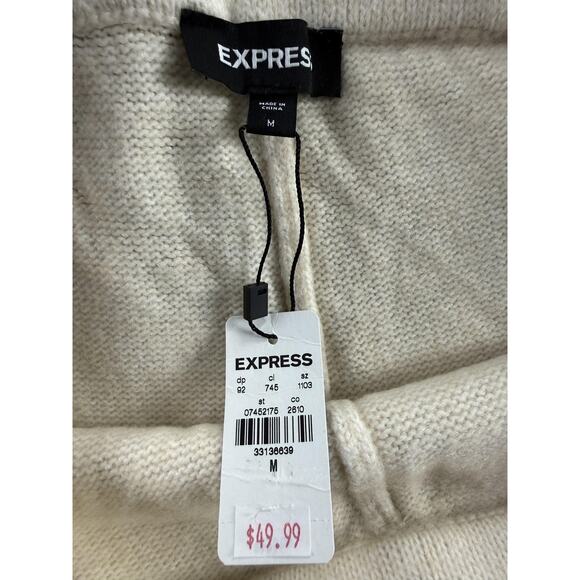 EXPRESS
MADE IN
CHINA
M
EXPRESS
dp cl sz
92 745 1103
st co
07452175 2610
33136639
M
$49.99